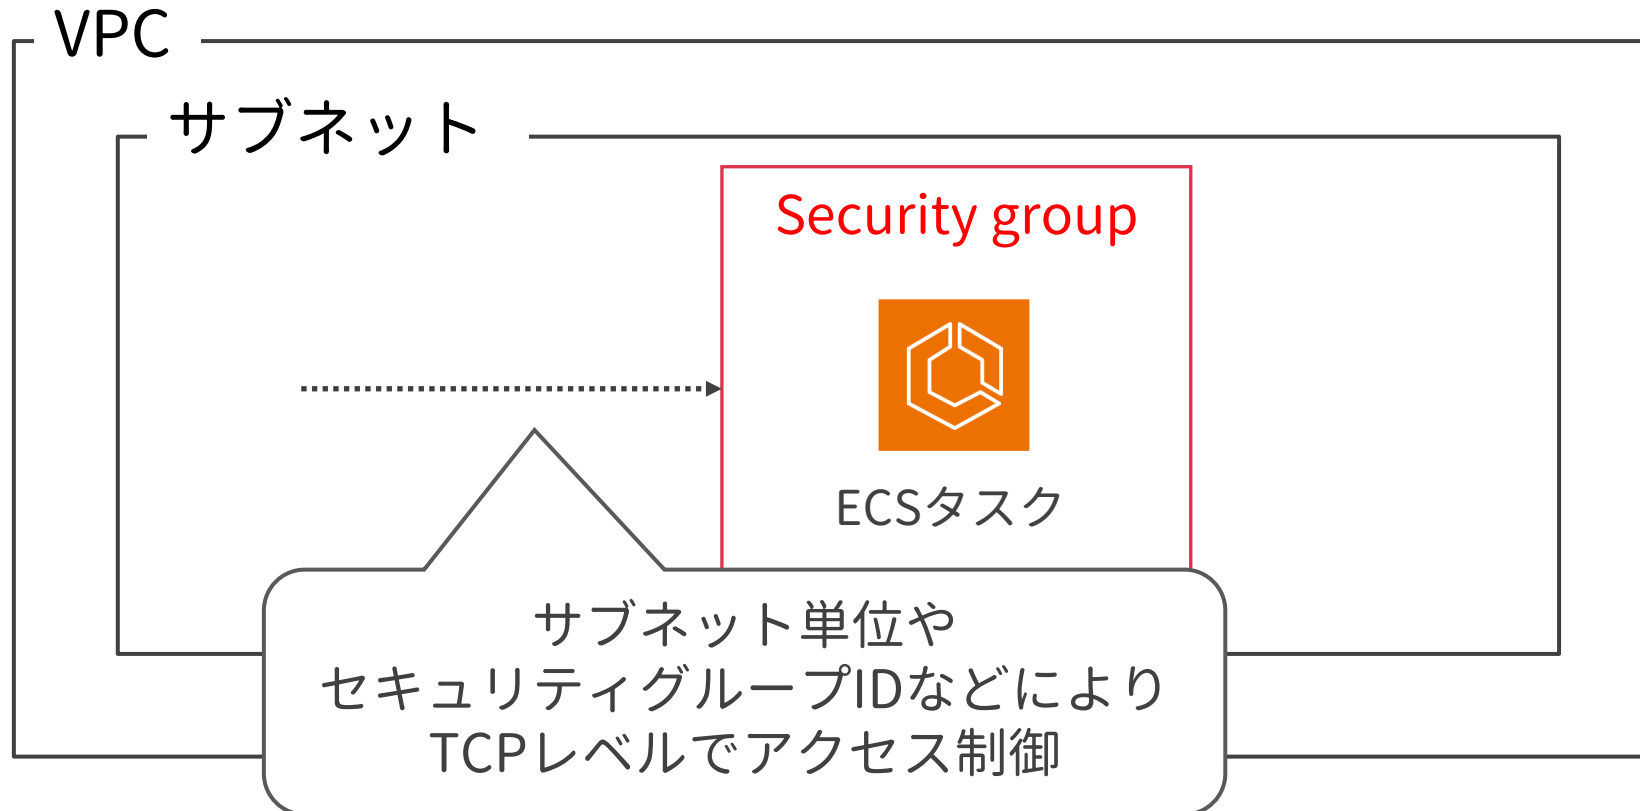 VPC
サブネット
Security group
ECSタスク
サブネット単位や
セキュリティグループIDなどにより
TCPレベルでアクセス制御